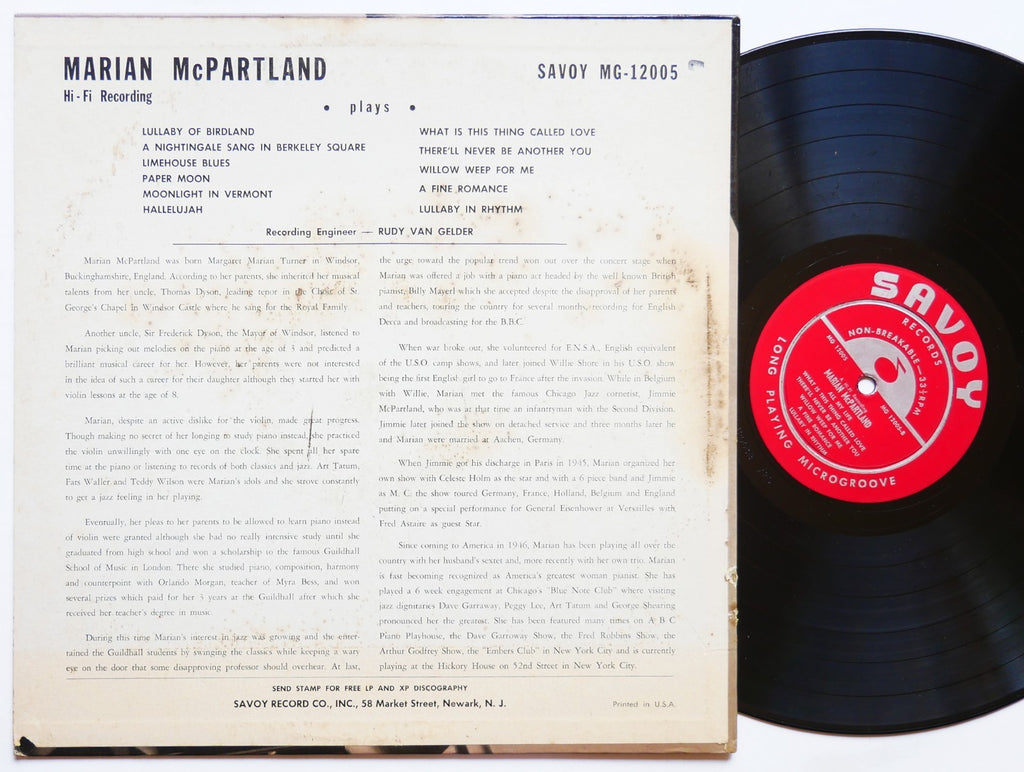 MARIAN McPARTLAND
SAVOY MG-12005
Hi-Fi Recording
• plays •
LULLABY OF BIRDLAND
A NIGHTINGALE SANG IN BERKELEY SQUARE
LIMEHOUSE BLUES
PAPER MOON
MOONLIGHT IN VERMONT
HALLELUJAH
WHAT IS THIS THING CALLED LOVE
THERE'LL NEVER BE ANOTHER YOU
WILLOW WEEP FOR ME
A FINE ROMANCE
LULLABY IN RHYTHM
Recording Engineer — RUDY VAN GELDER
Marian McPartland was born Margaret Marian Turner in Windsor,
Buckinghamshire, England. According to her parents, she inherited her musical
talents from her uncle, Thomas Dyson, leading tenor in the Choir of St
George's Chapel in Windsor Castle where he sang for the Royal Family.
Another uncle, Sir Frederick Dyson, the Mayor of Windsor, listened to
Marian picking out melodies on the piano at the age of 3 and predicted a
brilliant musical career for her. However, her parents were not interested
in the idea of such a career for their daughter although they started her with
violin lessons at the age of 8.
Marian, despite an active dislike for the violin, made great progress.
Though making no secret of her longing to study piano instead, she practiced
the violin unwillingly with one eye on the clock. She spent all her spare
time at the piano or listening to records of both classics and jazz. Art Tatum,
Fats Waller and Teddy Wilson were Marian's idols and she strove constantly
to get a jazz feeling in her playing.
Eventually, her pleas to her parents to be allowed to learn piano instead
of violin were granted although she had no really intensive study until she
graduated from high school and won a scholarship to the famous Guildhall
School of Music in London. There she studied piano, composition, harmony
and counterpoint with Orlando Morgan, teacher of Myra Bess, and won
several prizes which paid for her 3 years at the Guildhall after which she
received her teacher's degree in music.
During this time Marian's interest in jazz was growing and she enter-
tained the Guildhall students by swinging the classics while keeping a wary
eye on the door that some disapproving professor should overhear. At last,
the urge toward the popular trend won out over the concert stage when
Marian was offered a job with a piano act headed by the well known British
pianist, Billy Mayerl which she accepted despite the disapproval of her parents
and teachers, touring the country for several months, recording for English
Decca and broadcasting for the B.B.C.
When war broke out, she volunteered for E.N.S.A., English equivalent
of the U.S.O. camp shows, and later joined Willie Shore in his U.S.O. show
being the first English girl to go to France after the invasion. While in Belgium
with Willie, Marian met the famous Chicago Jazz cornetist, Jimmy
McPartland, who was at that time an infantryman with the Second Division.
Jimmie later joined the show on detached service and three months later he
and Marian were married at Aachen, Germany.
When Jimmie got his discharge in Paris in 1945, Marian organized her
own show with Celeste Holm as the star and with a 6 piece band and Jimmie
as M. C. the show toured Germany, France, Holland, Belgium and England
putting on a special performance for General Eisenhower at Versailles with
Fred Astaire as guest Star.
Since coming to America in 1946, Marian has been playing all over the
country with her husband's sextet and, more recently with her own trio. Marian
is fast becoming recognized as America's greatest woman pianist. She has
played a 6 week engagement at Chicago's "Blue Note Club" where visiting
jazz dignitaries Dave Garraway, Peggy Lee, Art Tatum and George Shearing
pronounced her the greatest. She has been featured many times on A B C
Piano Playhouse, the Dave Garroway Show, the Fred Robbins Show, the
Arthur Golfrey Show, the "Embers Club" in New York City and is currently
playing at the Hickory House on 52nd Street in New York City.
SEND STAMP FOR FREE LP AND XP DISCOGRAPHY
SAVOY RECORD CO., INC., 58 Market Street, Newark, N. J.
Printed in U.S.A.
SAVOY
RECORDS
NON-BREAKABLE—33⅓RPM
MG 12005
MG 12005-B
MARIAN McPARTLAND
ALL MY LIFE
WHAT IS THIS THING CALLED LOVE
THERE'LL NEVER BE ANOTHER YOU
WILLOW WEEP FOR ME
A FINE ROMANCE
LULLABY IN RHYTHM
LONG PLAYING MICROGROOVE